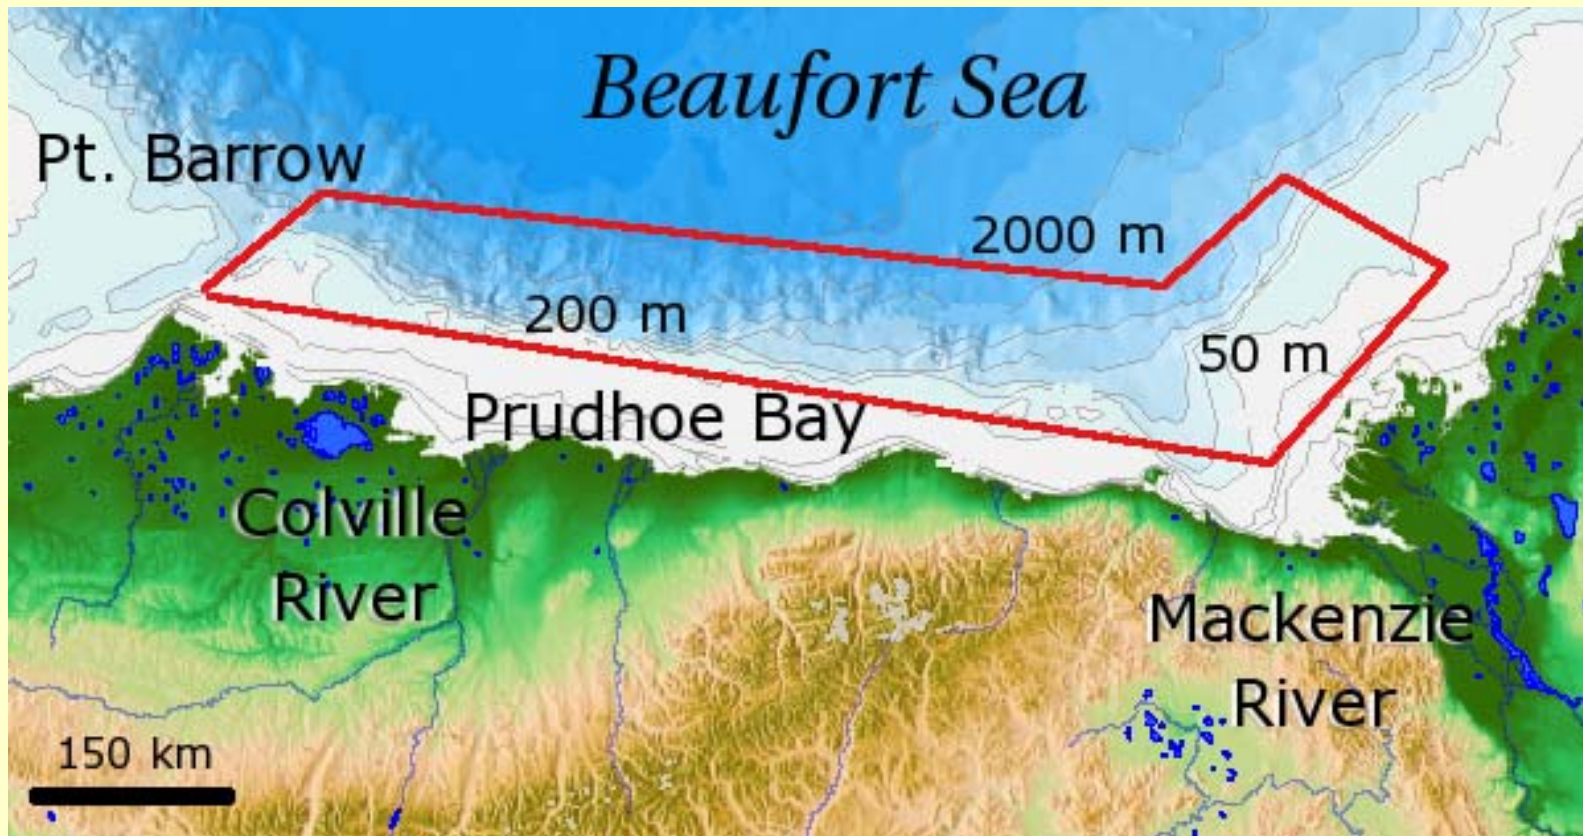 Beaufort Sea
Pt. Barrow
2000 m
200 m
50 m
Prudhoe Bay
Colville
River
Mackenzie
River
150 km